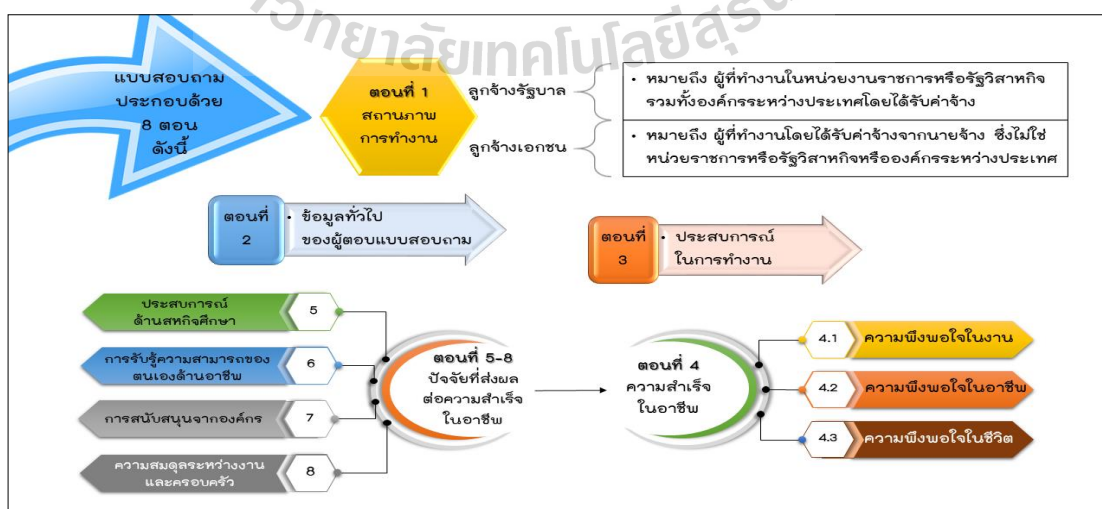 วิทยาลัยเทคโนโลยีสุร
แบบสอบถาม
ประกอบด้วย
8 ตอน
ดังนี้
ตอนที่ 1
สถานภาพ
การทำงาน
ลูกจ้างรัฐบาล
• หมายถึง ผู้ที่ทำงานในหน่วยงานราชการหรือรัฐวิสาหกิจ
รวมทั้งองค์กรระหว่างประเทศโดยได้รับค่าจ้าง
ลูกจ้างเอกชน
• หมายถึง ผู้ที่ทำงานโดยได้รับค่าจ้างจากนายจ้าง ซึ่งไม่ใช่
หน่วยราชการหรือรัฐวิสาหกิจหรือองค์กรระหว่างประเทศ
ตอนที่
2
• ข้อมูลทั่วไป
ของผู้ตอบแบบสอบถาม
ตอนที่
3
• ประสบการณ์
ในการทำงาน
ประสบการณ์
ด้านสหกิจศึกษา
5
การรับรู้ความสามารถของ
ตนเองด้านอาชีพ
6
การสนับสนุนจากองค์กร
7
ความสมดุลระหว่างงาน
และครอบครัว
8
ตอนที่ 5-8
ปัจจัยที่ส่งผล
ต่อความสำเร็จ
ในอาชีพ
ตอนที่ 4
ความสำเร็จ
ในอาชีพ
4.1 ความพึงพอใจในงาน
4.2 ความพึงพอใจในอาชีพ
4.3 ความพึงพอใจในชีวิต